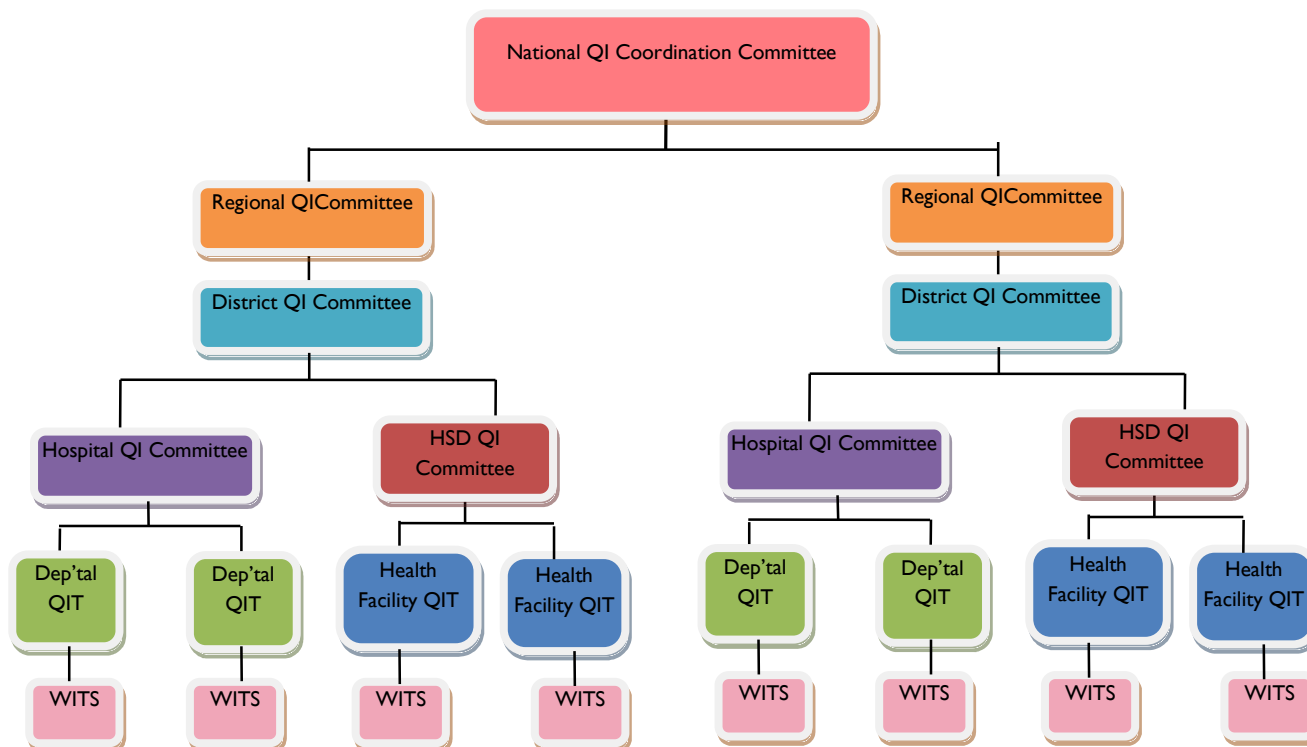 National QI Coordination Committee
Regional QICommittee
Regional QICommittee
District QI Committee
District QI Committee
Hospital QI Committee
HSD QI
Committee
Hospital QI Committee
HSD QI
Committee
Dep'tal
QIT
Dep'tal
QIT
Health
Facility QIT
Health
Facility QIT
Dep'tal
QIT
Dep'tal
QIT
Health
Facility QIT
Health
Facility QIT
WITS
WITS
WITS
WITS
WITS
WITS
WITS
WITS